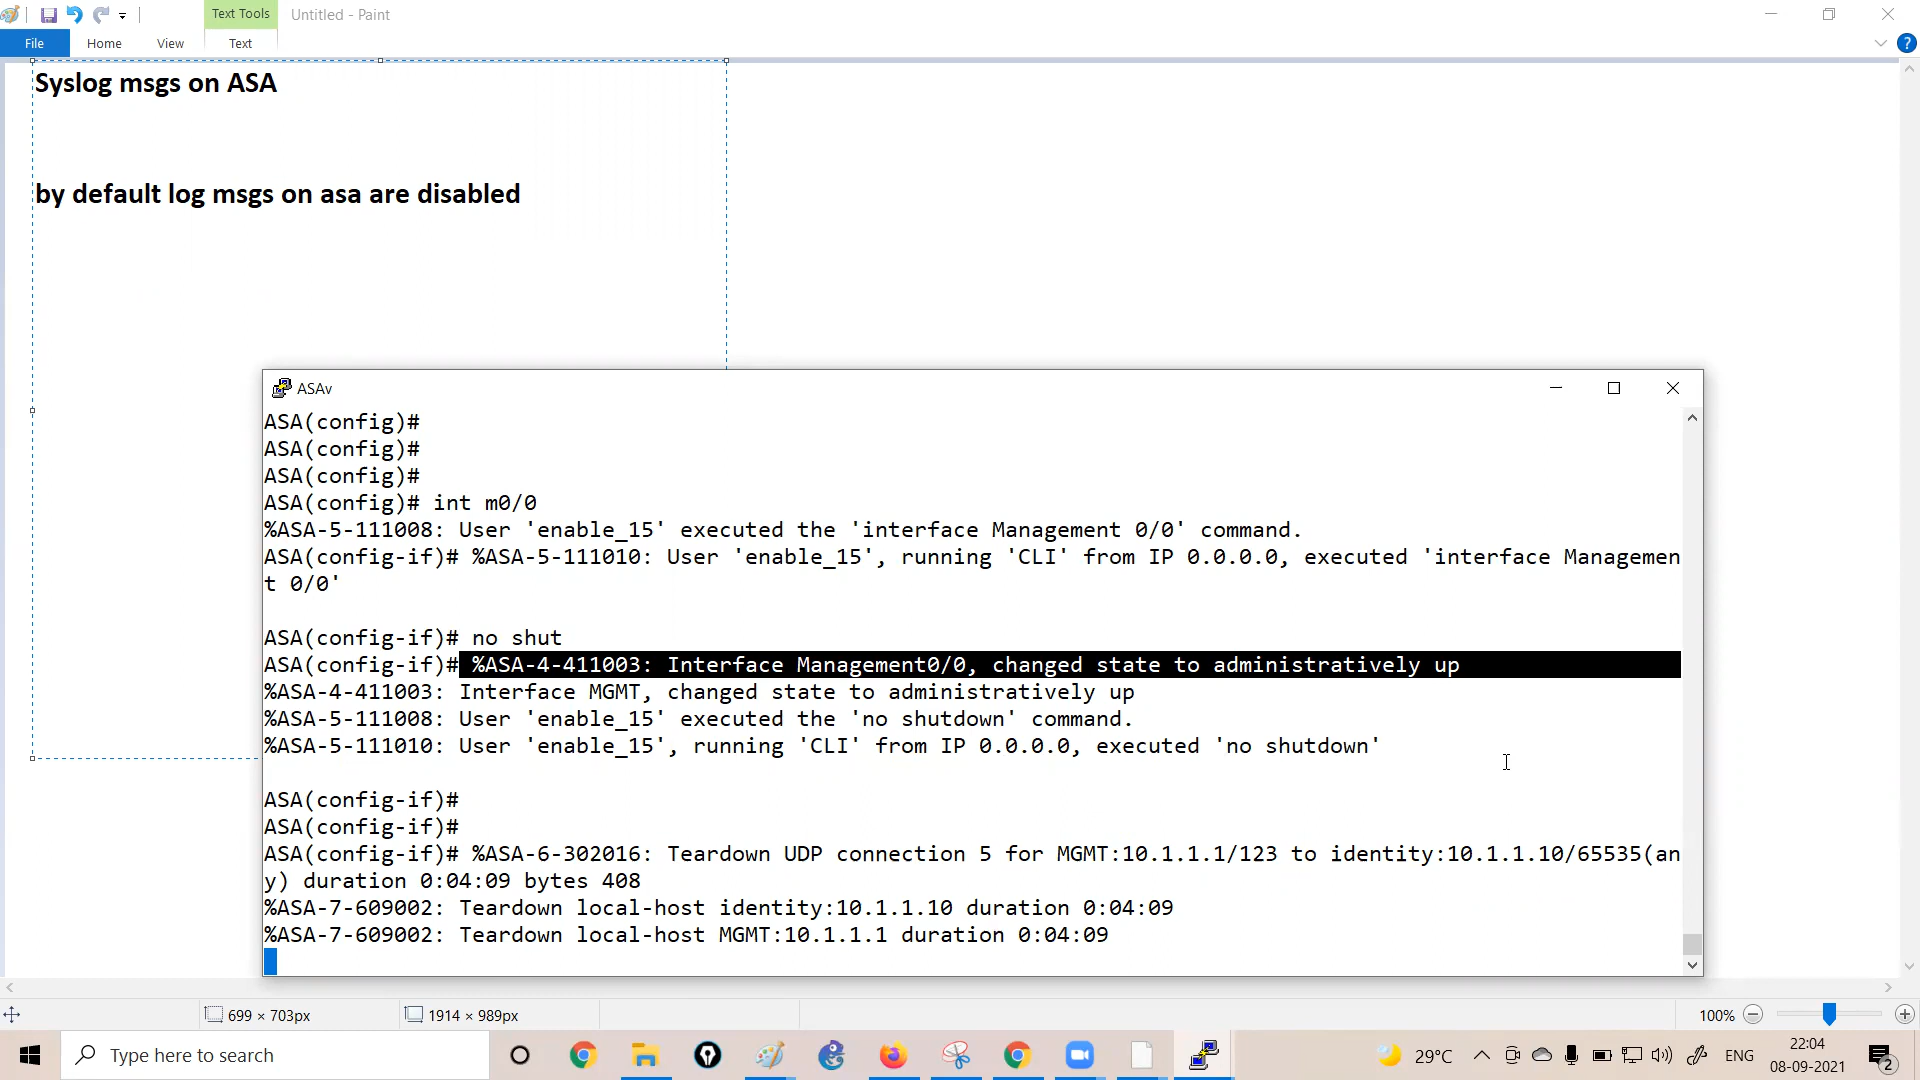 Text Tools
Untitled - Paint
File
Home
View
Text
?
Syslog msgs on ASA
by default log msgs on asa are disabled
ASAv
ASA(config)#
ASA(config)#
ASA(config)#
ASA(config)# int m0/0
%ASA-5-111008: User 'enable_15' executed the 'interface Management 0/0' command.
ASA(config-if)# %ASA-5-111010: User 'enable_15', running 'CLI' from IP 0.0.0.0, executed 'interface Managemen
t 0/0'
ASA(config-if)# no shut
ASA(config-if)# %ASA-4-411003: Interface Management0/0, changed state to administratively up
%ASA-4-411003: Interface MGMT, changed state to administratively up
%ASA-5-111008: User 'enable_15' executed the 'no shutdown' command.
%ASA-5-111010: User 'enable_15', running 'CLI' from IP 0.0.0.0, executed 'no shutdown'
ASA(config-if)#
ASA(config-if)#
ASA(config-if)# %ASA-6-302016: Teardown UDP connection 5 for MGMT:10.1.1.1/123 to identity:10.1.1.10/65535(an
y) duration 0:04:09 bytes 408
%ASA-7-609002: Teardown local-host identity:10.1.1.10 duration 0:04:09
%ASA-7-609002: Teardown local-host MGMT:10.1.1.1 duration 0:04:09
699 × 703px
1914 × 989px
100%
Type here to search
29°C
ENG
22:04
08-09-2021
2